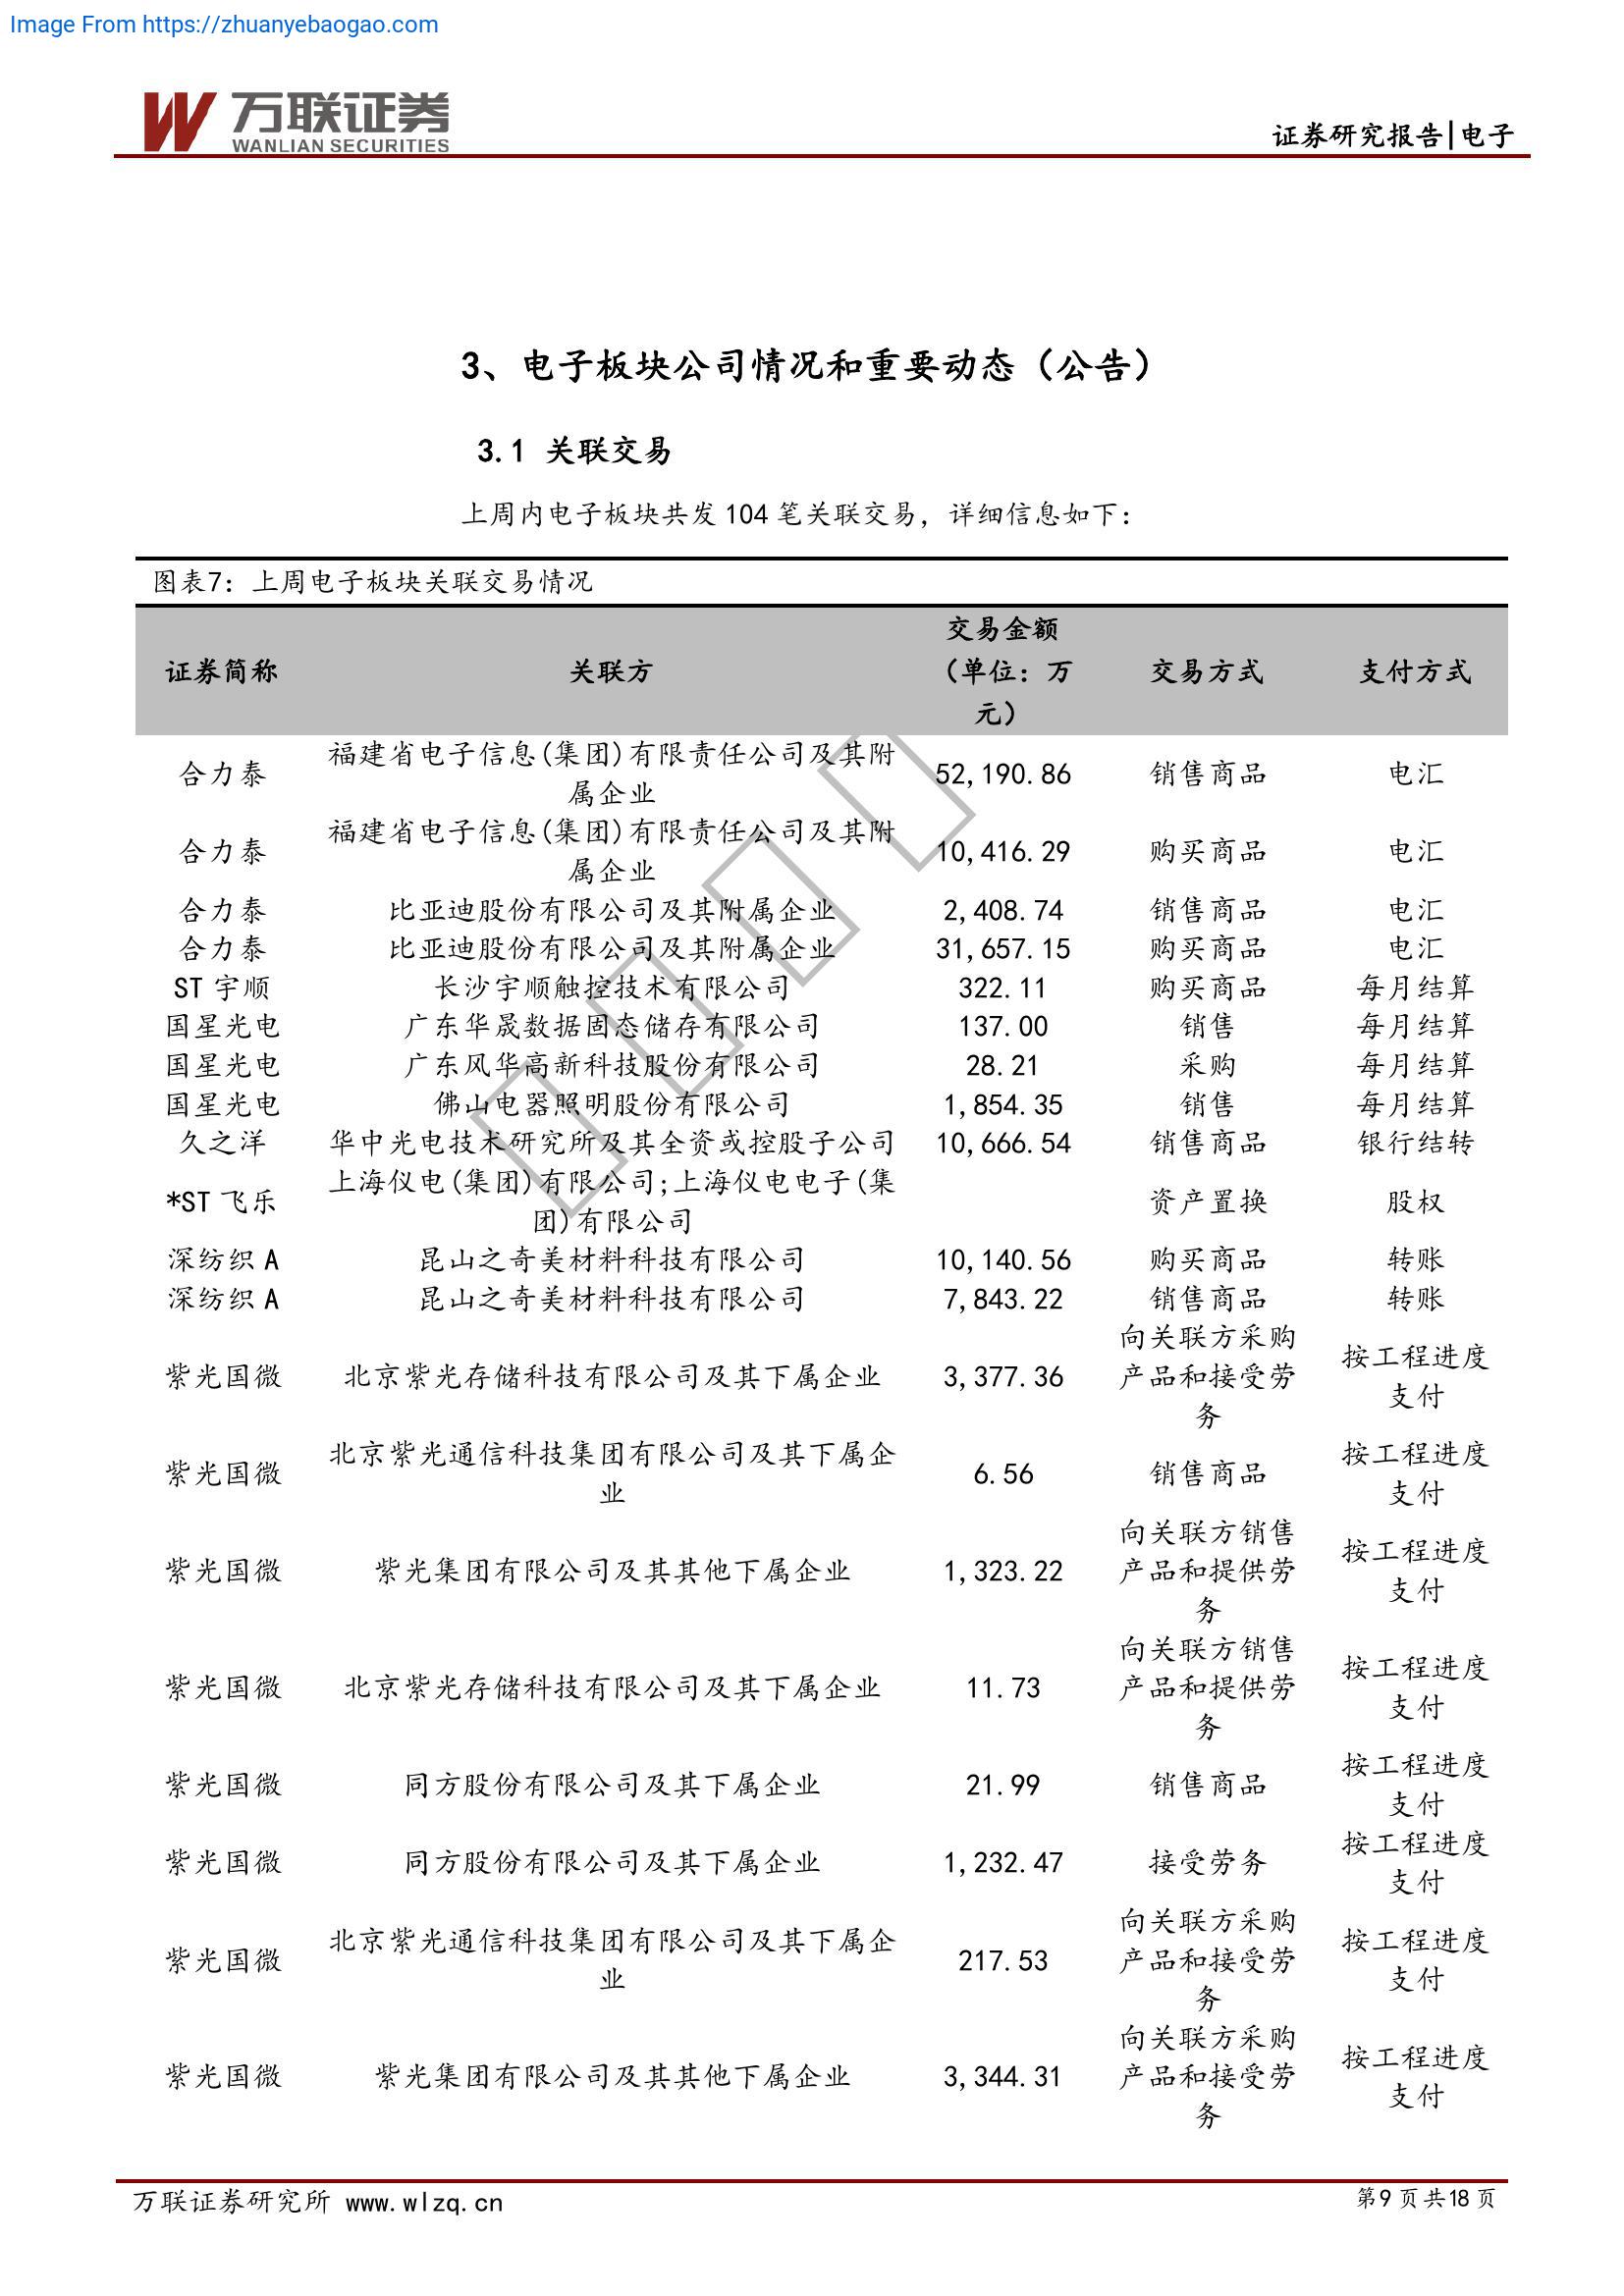 Image From https://zhuanyebaogao.com
万联证券
WANLIAN SECURITIES
证券研究报告|电子
3、电子板块公司情况和重要动态（公告）
3.1 关联交易
上周内电子板块共发 104 笔关联交易，详细信息如下：
图表7：上周电子板块关联交易情况
证券简称 关联方 交易金额（单位：万元） 交易方式 支付方式
合力泰 福建省电子信息(集团)有限责任公司及其附属企业 52,190.86 销售商品 电汇
合力泰 福建省电子信息(集团)有限责任公司及其附属企业 10,416.29 购买商品 电汇
合力泰 比亚迪股份有限公司及其附属企业 2,408.74 销售商品 电汇
合力泰 比亚迪股份有限公司及其附属企业 31,657.15 购买商品 电汇
ST 宇顺 长沙宇顺触控技术有限公司 322.11 购买商品 每月结算
国星光电 广东华晟数据固态储存有限公司 137.00 销售 每月结算
国星光电 广东风华高新科技股份有限公司 28.21 采购 每月结算
国星光电 佛山电器照明股份有限公司 1,854.35 销售 每月结算
久之洋 华中光电技术研究所及其全资或控股子公司 10,666.54 销售商品 银行结转
*ST 飞乐 上海仪电(集团)有限公司;上海仪电电子(集团)有限公司 资产置换 股权
深纺织 A 昆山之奇美材料科技有限公司 10,140.56 购买商品 转账
深纺织 A 昆山之奇美材料科技有限公司 7,843.22 销售商品 转账
紫光国微 北京紫光存储科技有限公司及其下属企业 3,377.36 向关联方采购产品和接受劳务 按工程进度支付
紫光国微 北京紫光通信科技集团有限公司及其下属企业 6.56 销售商品 按工程进度支付
紫光国微 紫光集团有限公司及其其他下属企业 1,323.22 向关联方销售产品和提供劳务 按工程进度支付
紫光国微 北京紫光存储科技有限公司及其下属企业 11.73 向关联方销售产品和提供劳务 按工程进度支付
紫光国微 同方股份有限公司及其下属企业 21.99 销售商品 按工程进度支付
紫光国微 同方股份有限公司及其下属企业 1,232.47 接受劳务 按工程进度支付
紫光国微 北京紫光通信科技集团有限公司及其下属企业 217.53 向关联方采购产品和接受劳务 按工程进度支付
紫光国微 紫光集团有限公司及其其他下属企业 3,344.31 向关联方采购产品和接受劳务 按工程进度支付
万联证券研究所 www.wlzq.cn
第9 页 共18 页